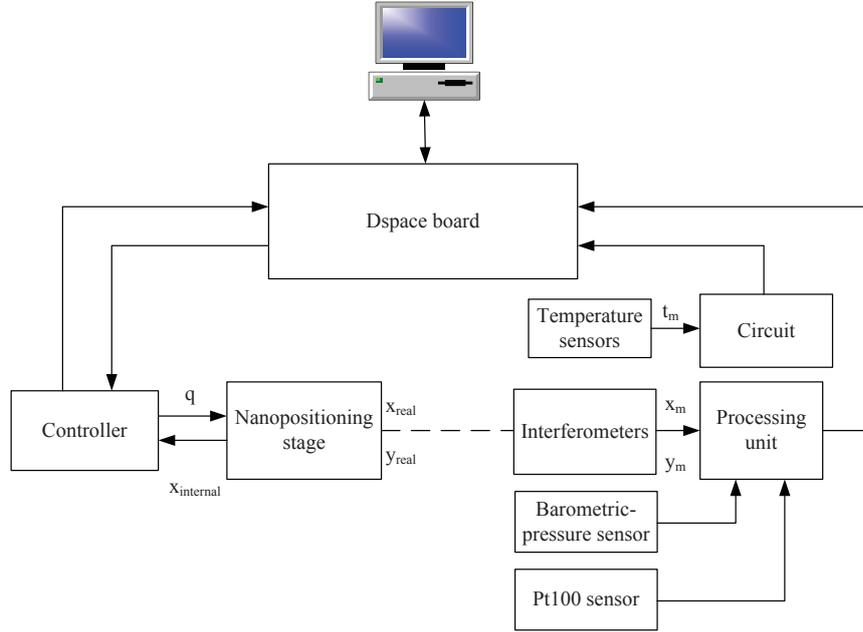 Dspace board
Temperature
sensors
t_m
Circuit
Controller
q
Nanopositioning
stage
x_real
y_real
x_internal
Interferometers
x_m
y_m
Processing
unit
Barometric-
pressure sensor
Pt100 sensor